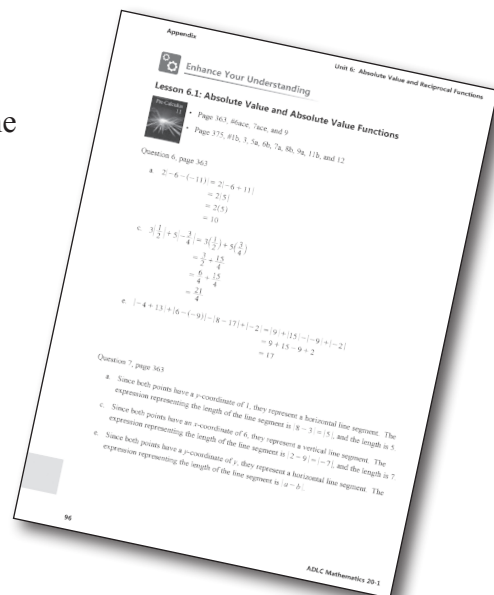 ne
Appendix
Unit 6: Absolute Value and Reciprocal Functions
Enhance Your Understanding
Lesson 6.1: Absolute Value and Absolute Value Functions
Pre-Calculus
11
• Page 363, #6ace, 7ace, and 9
• Page 375, #1b, 3, 5a, 6b, 7a, 8b, 9a, 11b, and 12
Question 6, page 363
a. 2|−6−(−11)| = 2|−6+11|
= 2|5|
= 2(5)
= 10
c. 3|1/2|+5|−3/4| = 3(1/2)+5(3/4)
= 3/2 + 15/4
= 6/4 + 15/4
= 21/4
e. |−4+13|+|6−(−9)|−|8−17|+|−2| = |9|+|15|−|−9|+|−2|
= 9+15−9+2
= 17
Question 7, page 363
a. Since both points have a y-coordinate of 1, they represent a horizontal line segment. The
expression representing the length of the line segment is |8−3| = |5|, and the length is 5.
c. Since both points have an x-coordinate of 6, they represent a vertical line segment. The
expression representing the length of the line segment is |2−9| = |−7|, and the length is 7.
e. Since both points have a y-coordinate of y, they represent a horizontal line segment. The
expression representing the length of the line segment is |a−b|.
96
ADLC Mathematics 20-1